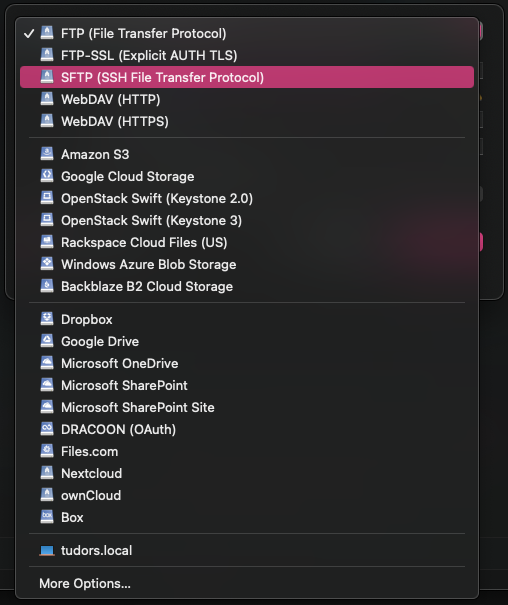 FTP (File Transfer Protocol)
FTP-SSL (Explicit AUTH TLS)
SFTP (SSH File Transfer Protocol)
WebDAV (HTTP)
WebDAV (HTTPS)
Amazon S3
Google Cloud Storage
OpenStack Swift (Keystone 2.0)
OpenStack Swift (Keystone 3)
Rackspace Cloud Files (US)
Windows Azure Blob Storage
Backblaze B2 Cloud Storage
Dropbox
Google Drive
Microsoft OneDrive
Microsoft SharePoint
Microsoft SharePoint Site
DRACOON (OAuth)
Files.com
Nextcloud
ownCloud
Box
tudors.local
More Options...